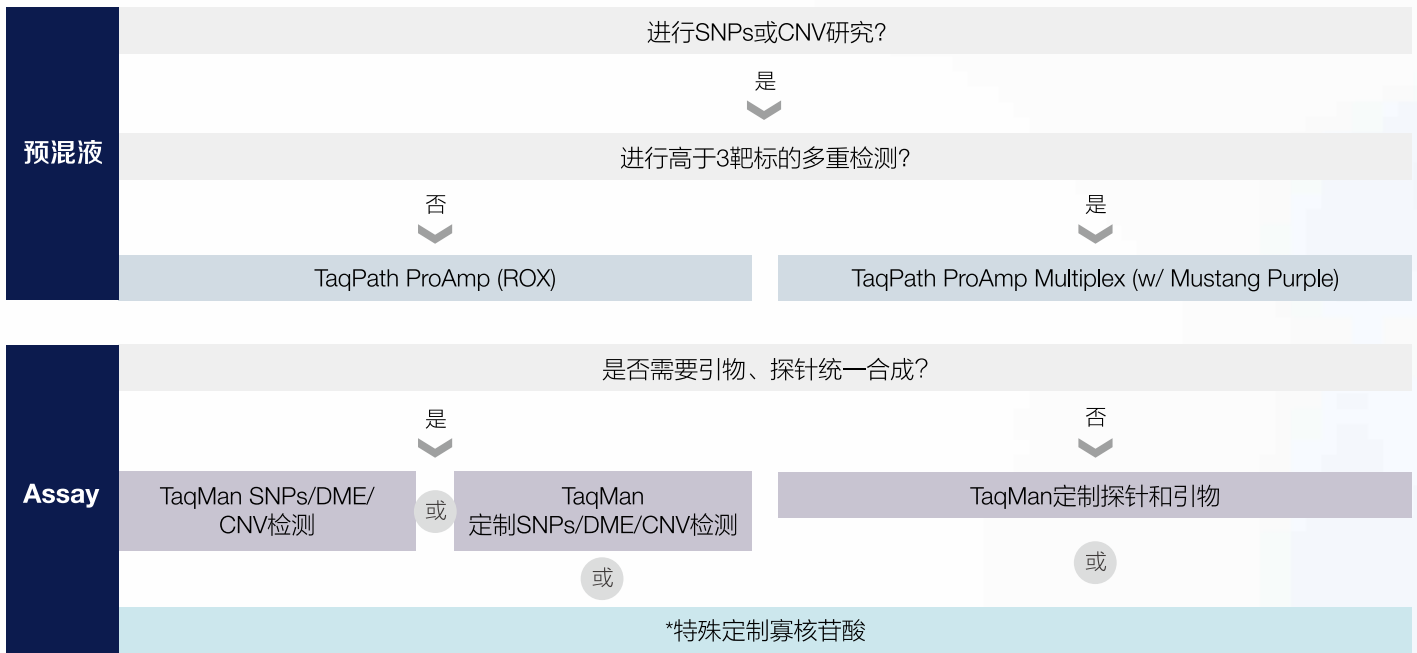 预混液
进行SNPs或CNV研究?
是
进行高于3靶标的多重检测?
否
是
TaqPath ProAmp (ROX)
TaqPath ProAmp Multiplex (w/ Mustang Purple)
Assay
是否需要引物、探针统一合成?
是
否
TaqMan SNPs/DME/
CNV检测
或
TaqMan
定制SNPs/DME/CNV检测
TaqMan定制探针和引物
或
或
*特殊定制寡核苷酸